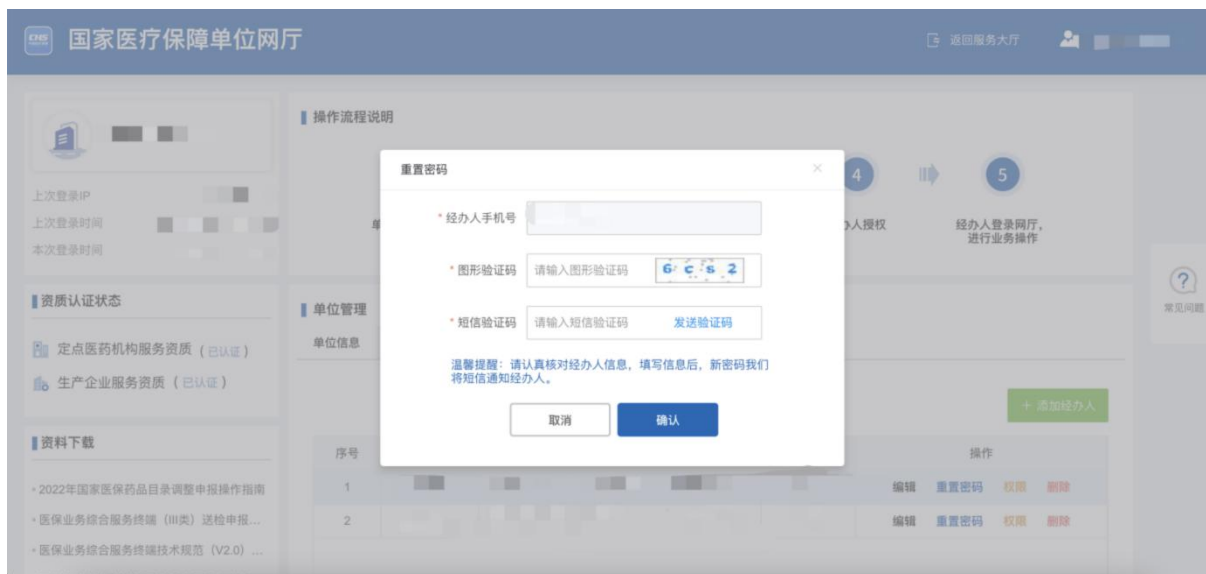 国家医疗保障单位网厅
返回服务大厅
上次登录IP
上次登录时间
本次登录时间
资质认证状态
定点医药机构服务资质（已认证）
生产企业服务资质（已认证）
资料下载
2022年国家医保药品目录调整申报操作指南
医保业务综合服务终端（III类）送检申报...
医保业务综合服务终端技术规范（V2.0）...
操作流程说明
4
5
办人授权
经办人登录网厅，
进行业务操作
单位管理
单位信息
+ 添加经办人
序号
操作
1
编辑 重置密码 权限 删除
2
编辑 重置密码 权限 删除
重置密码
* 经办人手机号
* 图形验证码 请输入图形验证码 6 c s 2
* 短信验证码 请输入短信验证码 发送验证码
温馨提醒：请认真核对经办人信息，填写信息后，新密码我们
将短信通知经办人。
取消 确认
常见问题